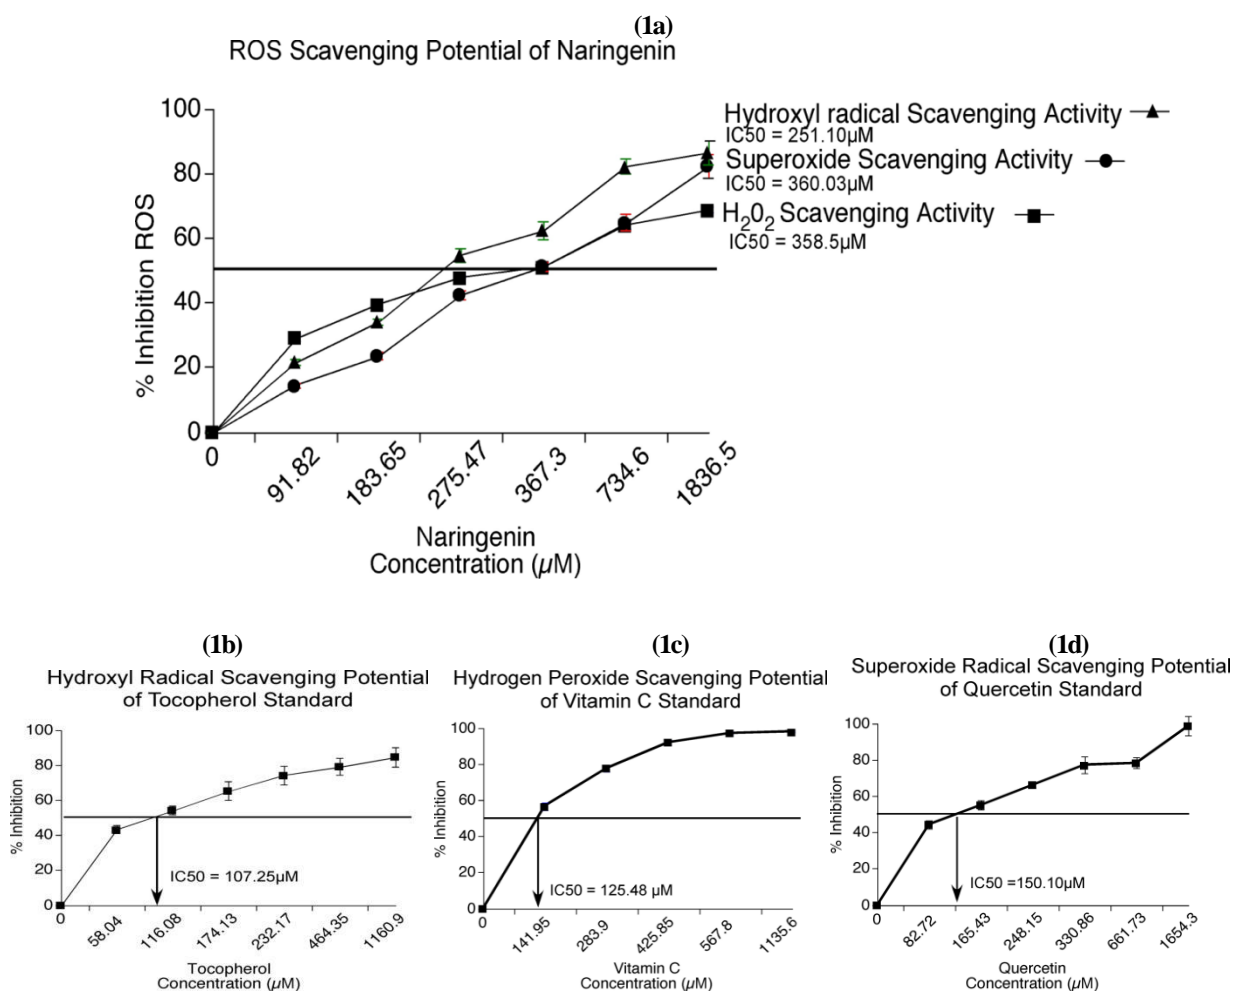 (1a)
ROS Scavenging Potential of Naringenin
100
80
60
40
20
0
% Inhibition ROS
0
91.82
183.65
275.47
367.3
734.6
1836.5
Naringenin
Concentration (µM)
Hydroxyl radical Scavenging Activity
IC50 = 251.10µM
Superoxide Scavenging Activity
IC50 = 360.03µM
H₂0₂ Scavenging Activity
IC50 = 358.5µM
(1b)
Hydroxyl Radical Scavenging Potential
of Tocopherol Standard
100
80
60
40
20
0
% Inhibition
IC50 = 107.25µM
0
58.04
116.08
174.13
232.17
464.35
1160.9
Tocopherol
Concentration (µM)
(1c)
Hydrogen Peroxide Scavenging Potential
of Vitamin C Standard
100
80
60
40
20
0
% Inhibition
IC50 = 125.48 µM
0
141.95
283.9
425.85
567.8
1135.6
Vitamin C
Concentration (µM)
(1d)
Superoxide Radical Scavenging Potential
of Quercetin Standard
100
80
60
40
20
0
% Inhibition
IC50 =150.10µM
0
82.72
165.43
248.15
330.86
661.73
1654.3
Quercetin
Concentration (µM)